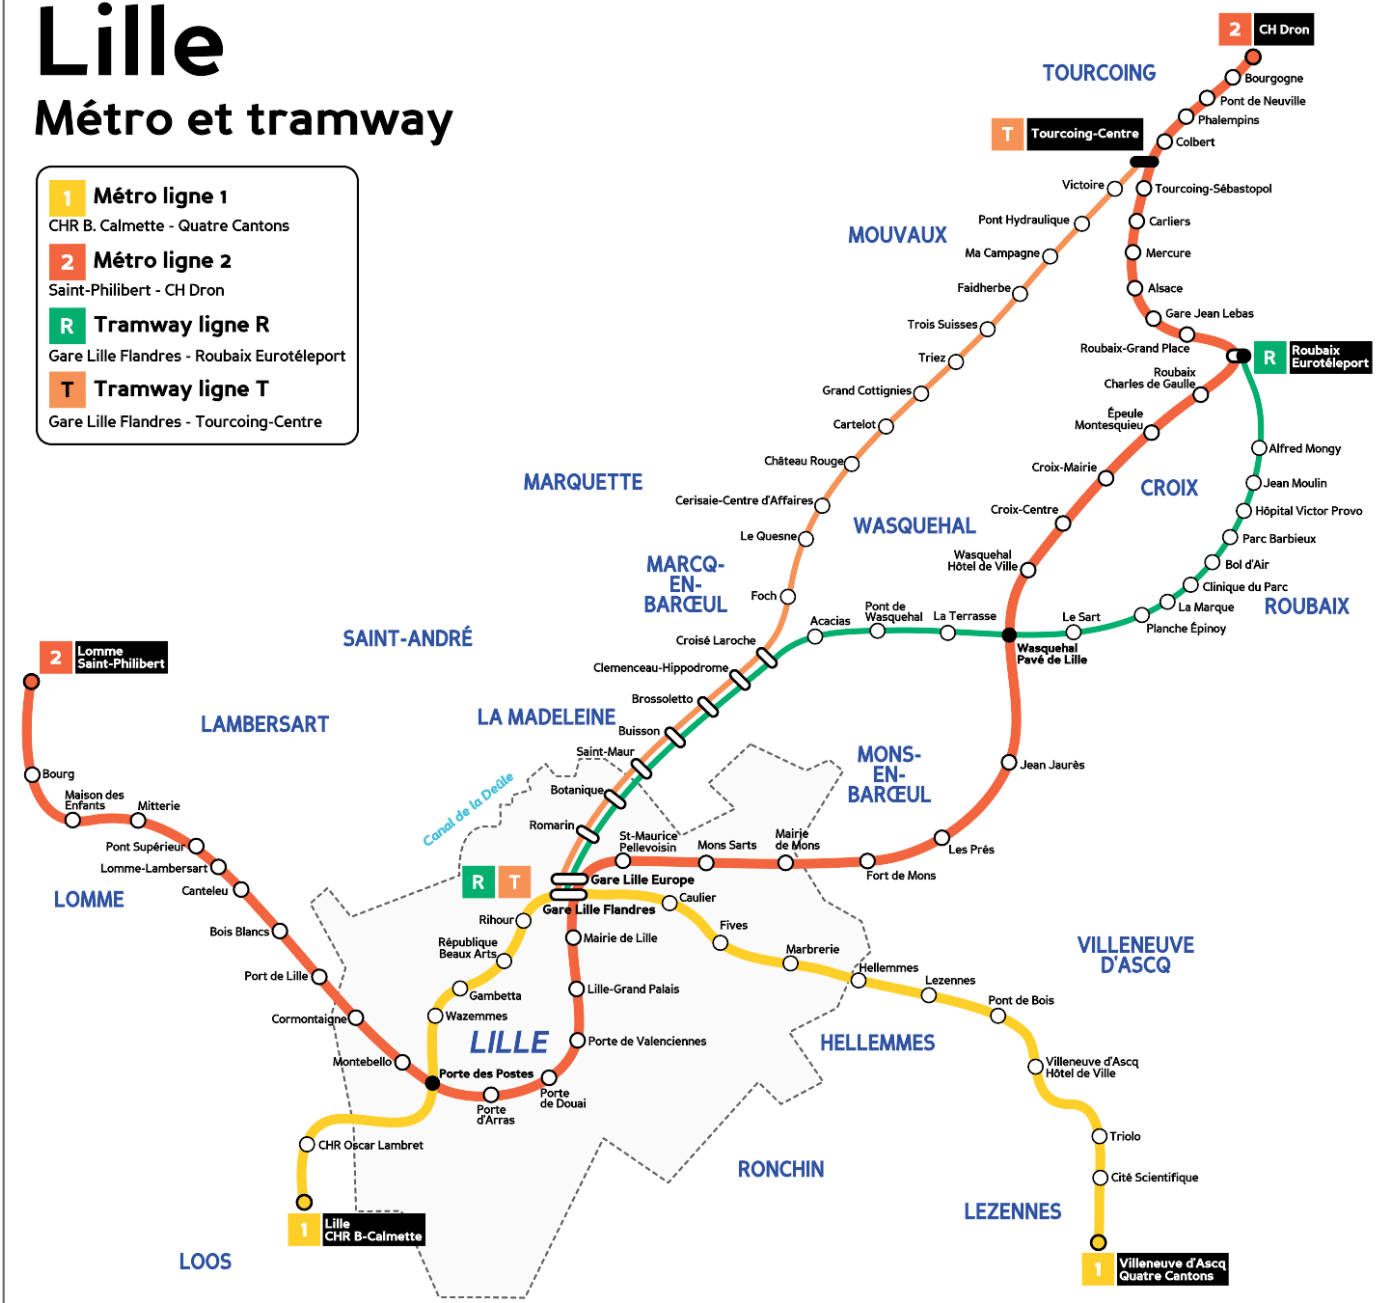 Lille
Métro et tramway
1 Métro ligne 1
CHR B. Calmette - Quatre Cantons
2 Métro ligne 2
Saint-Philibert - CH Dron
R Tramway ligne R
Gare Lille Flandres - Roubaix Eurotéleport
T Tramway ligne T
Gare Lille Flandres - Tourcoing-Centre
2 CH Dron
TOURCOING
Bourgogne
Pont de Neuville
Phalempins
T Tourcoing-Centre
Colbert
Victoire
Tourcoing-Sébastopol
Pont Hydraulique
Carliers
MOUVAUX
Ma Campagne
Mercure
Faidherbe
Alsace
Trois Suisses
Gare Jean Lebas
Roubaix-Grand Place
R Roubaix
Eurotéleport
Triez
Roubaix
Charles de Gaulle
Grand Cottignies
Épeule
Montesquieu
Cartelot
Alfred Mongy
Château Rouge
Croix-Mairie
MARQUETTE
CROIX
Jean Moulin
Cerisaie-Centre d'Affaires
Croix-Centre
Hôpital Victor Provo
WASQUEHAL
Le Quesne
Parc Barbieux
Wasquehal
Hôtel de Ville
Bol d'Air
MARCQ-
EN-
BARŒUL
Foch
Clinique du Parc
La Marque
ROUBAIX
Acacias
Pont de
Wasquehal
La Terrasse
Le Sart
Planche Épinoy
SAINT-ANDRÉ
Croisé Laroche
Wasquehal
Pavé de Lille
2 Lomme
Saint-Philibert
Clemenceau-Hippodrome
Brossoletto
LAMBERSART
LA MADELEINE
Buisson
Saint-Maur
Jean Jaurès
MONS-
EN-
BARŒUL
Bourg
Botanique
Canal de la Deûle
Maison des
Enfants
Mitterie
Romarin
St-Maurice
Pellevoisin
Mons Sarts
Mairie
de Mons
Pont Supérieur
Les Prés
Lomme-Lambersart
Fort de Mons
R T
Gare Lille Europe
Canteleu
LOMME
Gare Lille Flandres
Caulier
Rihour
Bois Blancs
Fives
Mairie de Lille
République
Beaux Arts
Marbrerie
VILLENEUVE
D'ASCQ
Port de Lille
Hellemmes
Lezennes
Gambetta
Lille-Grand Palais
Pont de Bois
Cormontaigne
Wazemmes
LILLE
Porte de Valenciennes
HELLEMMES
Montebello
Villeneuve d'Ascq
Hôtel de Ville
Porte des Postes
Porte
d'Arras
Porte
de Douai
CHR Oscar Lambret
Triolo
RONCHIN
Cité Scientifique
LEZENNES
1 Lille
CHR B-Calmette
LOOS
1 Villeneuve d'Ascq
Quatre Cantons